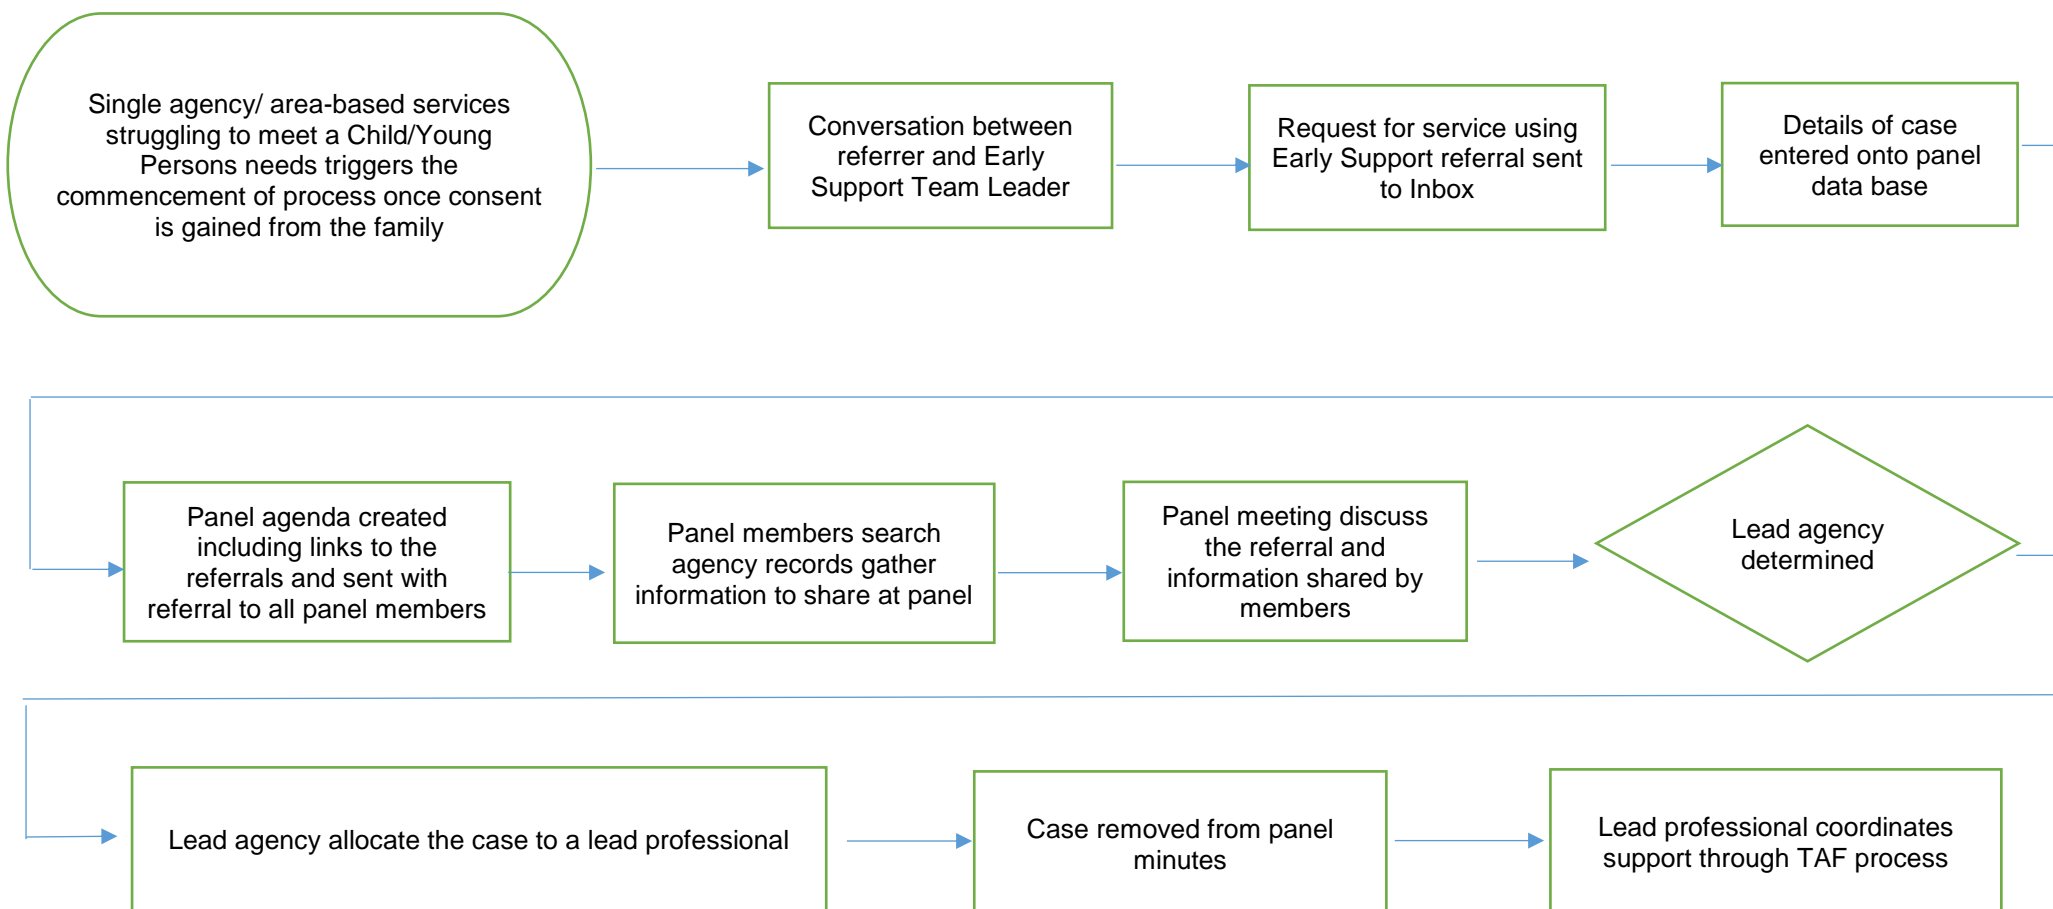 Single agency/ area-based services
struggling to meet a Child/Young
Persons needs triggers the
commencement of process once consent
is gained from the family
Conversation between
referrer and Early
Support Team Leader
Request for service using
Early Support referral sent
to Inbox
Details of case
entered onto panel
data base
Panel agenda created
including links to the
referrals and sent with
referral to all panel members
Panel members search
agency records gather
information to share at panel
Panel meeting discuss
the referral and
information shared by
members
Lead agency
determined
Lead agency allocate the case to a lead professional
Case removed from panel
minutes
Lead professional coordinates
support through TAF process